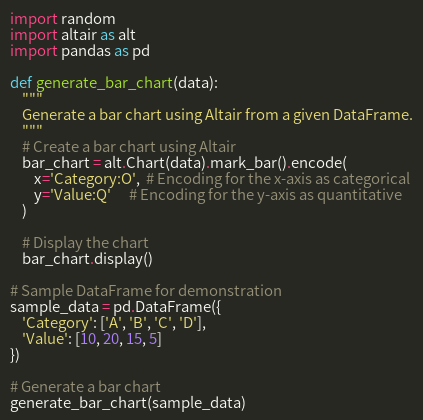 import random
import altair as alt
import pandas as pd

def generate_bar_chart(data):
    """
    Generate a bar chart using Altair from a given DataFrame.
    """
    # Create a bar chart using Altair
    bar_chart = alt.Chart(data).mark_bar().encode(
        x='Category:O',  # Encoding for the x-axis as categorical
        y='Value:Q'     # Encoding for the y-axis as quantitative
    )

    # Display the chart
    bar_chart.display()

# Sample DataFrame for demonstration
sample_data = pd.DataFrame({
    'Category': ['A', 'B', 'C', 'D'],
    'Value': [10, 20, 15, 5]
})

# Generate a bar chart
generate_bar_chart(sample_data)